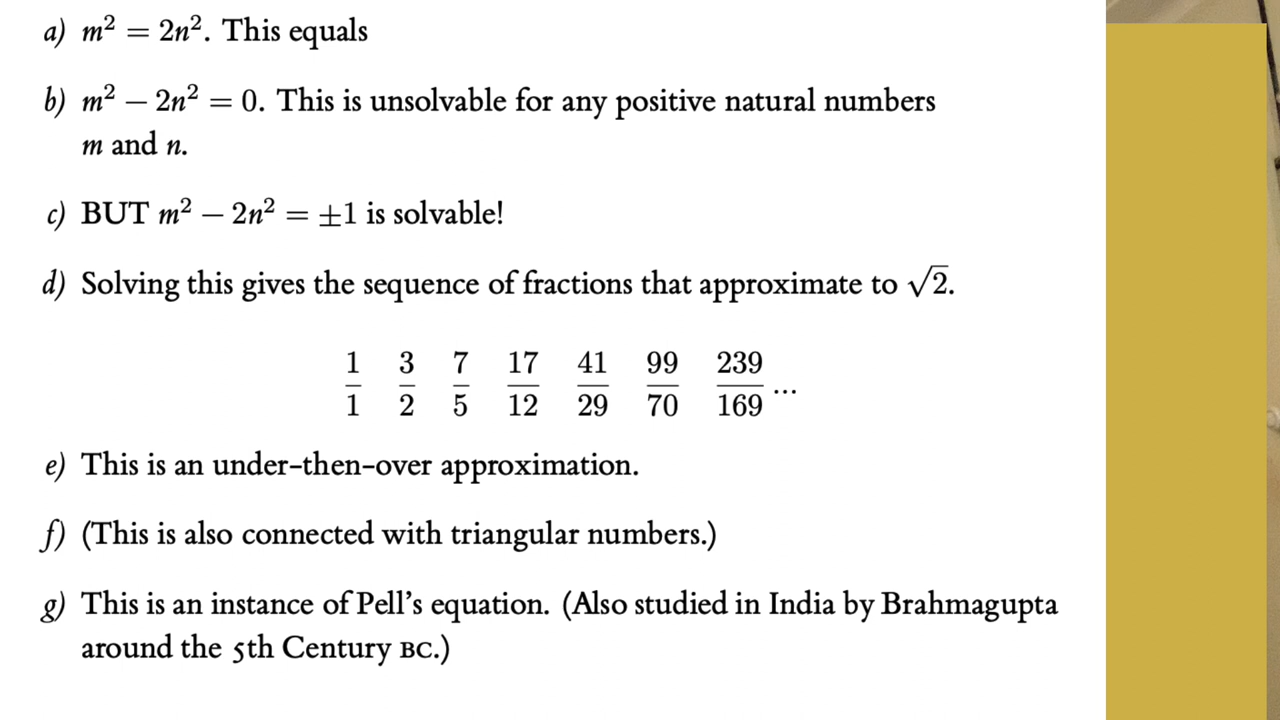 a) m² = 2n². This equals
b) m² – 2n² = 0. This is unsolvable for any positive natural numbers
m and n.
c) BUT m² – 2n² = ±1 is solvable!
d) Solving this gives the sequence of fractions that approximate to √2.
1/1 3/2 7/5 17/12 41/29 99/70 239/169 ...
e) This is an under-then-over approximation.
f) (This is also connected with triangular numbers.)
g) This is an instance of Pell’s equation. (Also studied in India by Brahmagupta
around the 5th Century BC.)